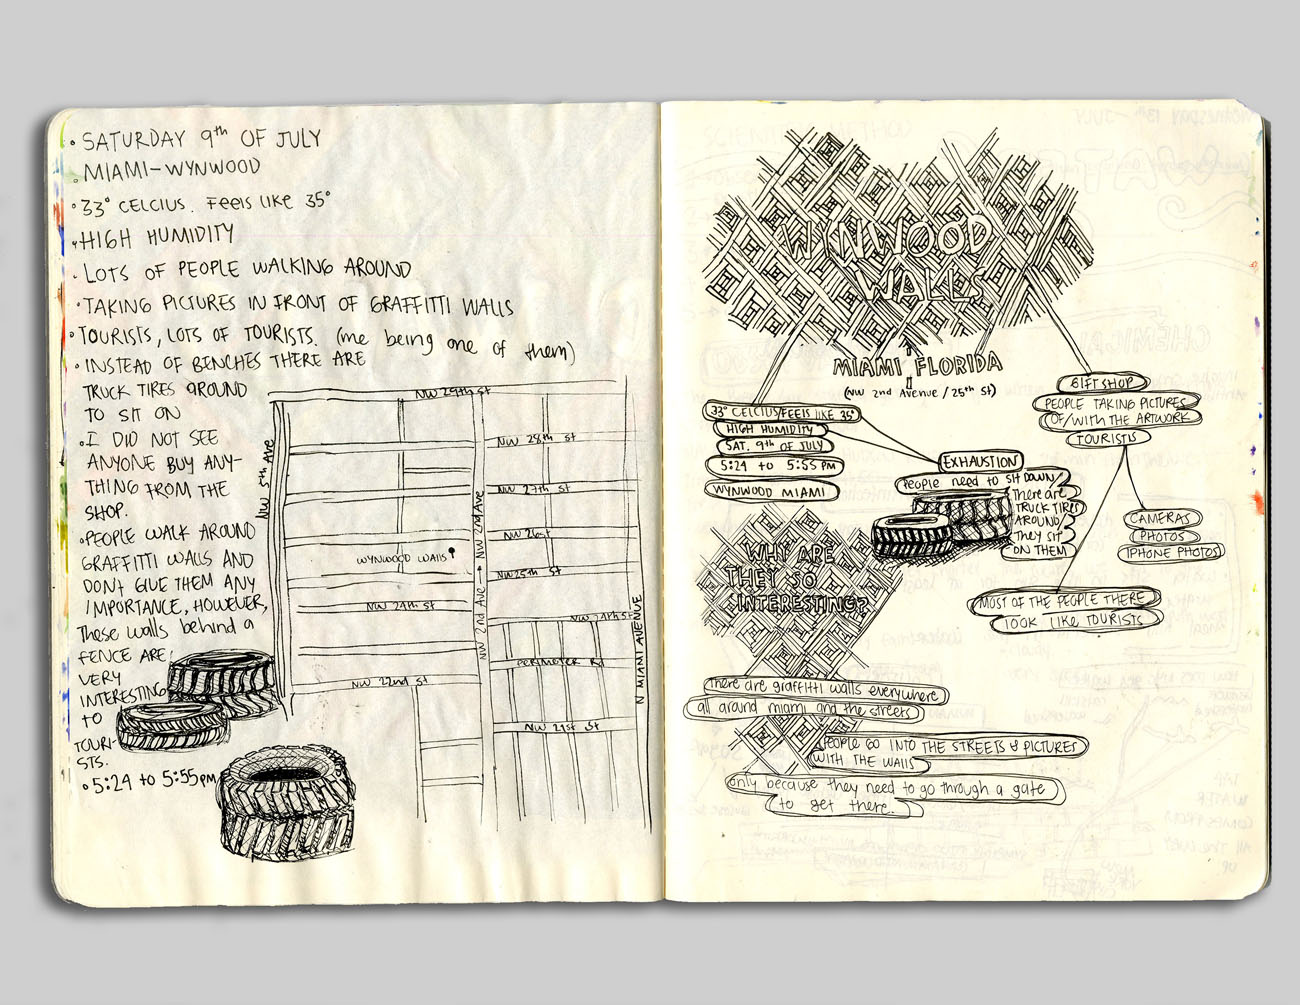 • SATURDAY 9th OF JULY
• MIAMI-WYNWOOD
• 33° CELCIUS. FEELS LIKE 35°
• HIGH HUMIDITY
• LOTS OF PEOPLE WALKING AROUND
• TAKING PICTURES IN FRONT OF GRAFFITTI WALLS
• TOURISTS, LOTS OF TOURISTS. (me being one of them)
• INSTEAD OF BENCHES THERE ARE
TRUCK TIRES AROUND
TO SIT ON
• I DID NOT SEE
ANYONE BUY ANY-
THING FROM THE
SHOP.
• PEOPLE WALK AROUND
GRAFFITI WALLS AND
DON'T GIVE THEM ANY
IMPORTANCE, HOWEVER,
These walls behind a
FENCE ARE
VERY
INTERESTING
TO
TOURI-
STS.
• 5:24 TO 5:55pm
NW 29th st
NW 5th Ave
NW 28th st
NW 27th st
NW 2nd Ave
NW 26st
WYNWOOD WALLS
NW 25th st
NW 24th st
NW 24th st
NW 2nd Ave
N MIAMI AVENUE
PERIMETER Rd
NW 22nd st
NW 21st st
WYNWOOD
WALLS
MIAMI FLORIDA
(NW 2nd Avenue / 25th St)
33° CELCIUS/FEELS LIKE 35°
HIGH HUMIDITY
SAT. 9th OF JULY
5:24 to 5:55 PM
WYNWOOD MIAMI
GIFT SHOP
PEOPLE TAKING PICTURES
OF/WITH THE ARTWORK
TOURISTS
EXHAUSTION
People need to SIT DOWN/
There are
TRUCK TIRES
AROUND/
They sit
ON THEM
CAMERAS
PHOTOS
IPHONE PHOTOS
MOST OF THE PEOPLE THERE
LOOK LIKE TOURISTS
WHY ARE
THEY SO
INTERESTING?
There are graffitti walls everywhere
all around miami and the streets
PEOPLE GO INTO THE STREETS & PICTURES
WITH THE WALLS
only because they need to go through a gate
to get there.